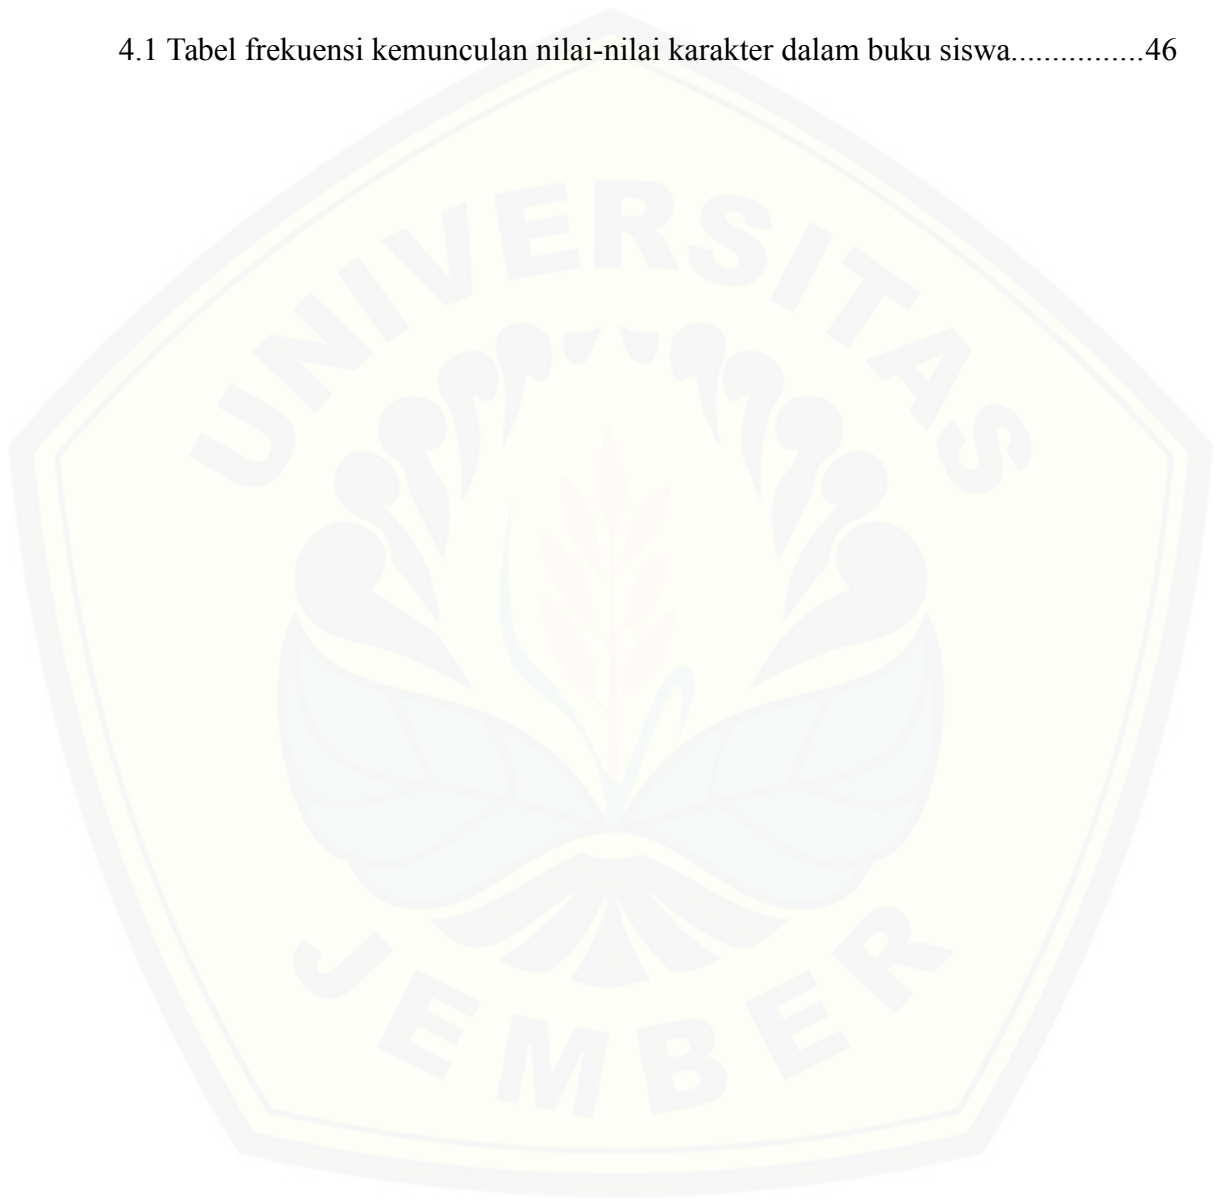 4.1 Tabel frekuensi kemunculan nilai-nilai karakter dalam buku siswa................46
UNIVERSITAS
JEMBER